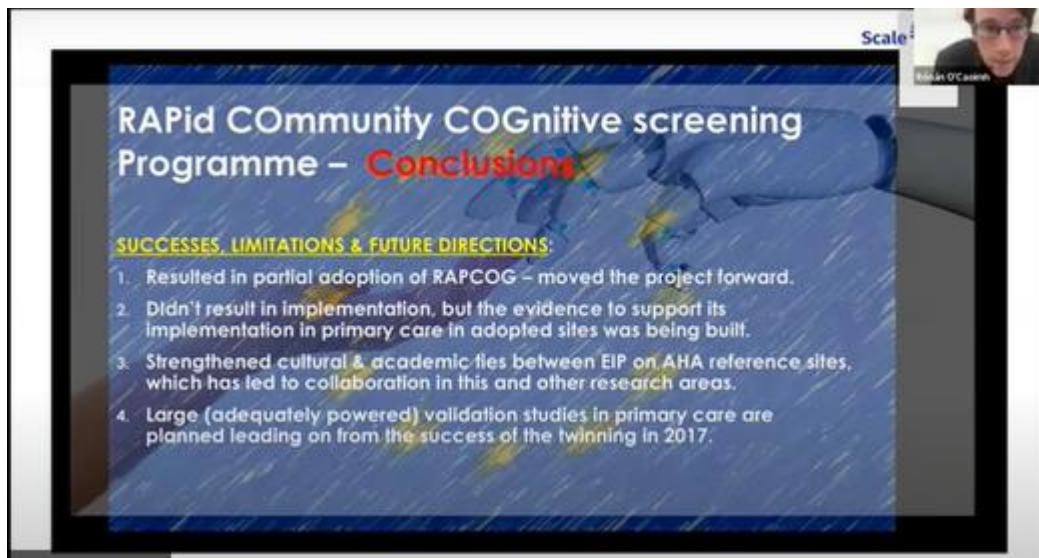 Scale
Rónán O'Caoimh
RAPid COmmunity COGnitive screening
Programme – Conclusions
SUCCESSES, LIMITATIONS & FUTURE DIRECTIONS:
1. Resulted in partial adoption of RAPCOG – moved the project forward.
2. Didn't result in implementation, but the evidence to support its
implementation in primary care in adopted sites was being built.
3. Strengthened cultural & academic ties between EIP on AHA reference sites,
which has led to collaboration in this and other research areas.
4. Large (adequately powered) validation studies in primary care are
planned leading on from the success of the twinning in 2017.